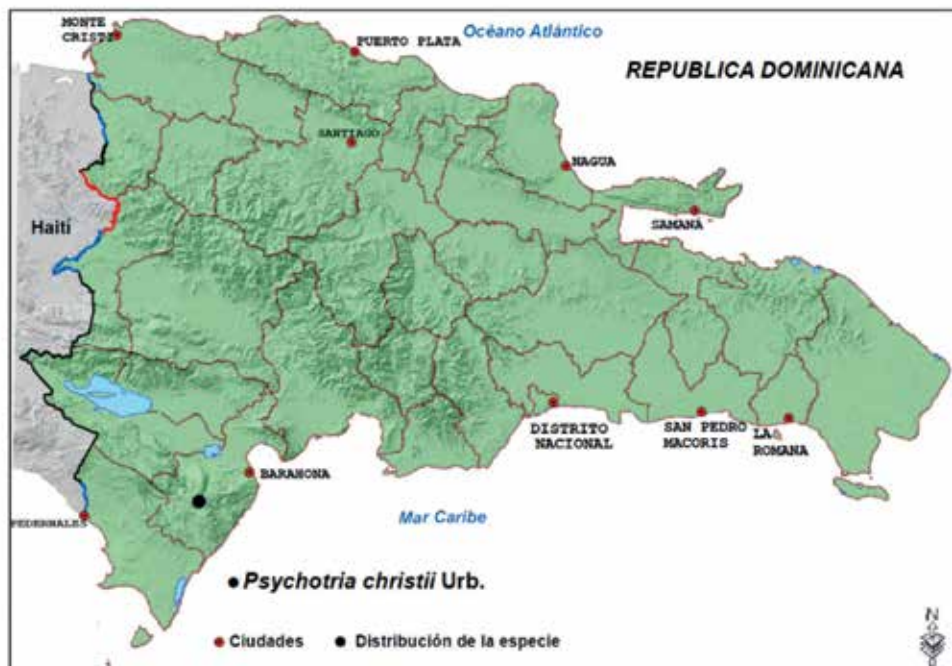 MONTE
CRISTI
PUERTO PLATA
Océano Atlántico
REPUBLICA DOMINICANA
SANTIAGO
NAGUA
SAMANÁ
Haití
DISTRITO
NACIONAL
SAN PEDRO
MACORIS
LA
ROMANA
BARAHONA
PEDERNALES
Mar Caribe
Psychotria christii Urb.
Ciudades
Distribución de la especie
N